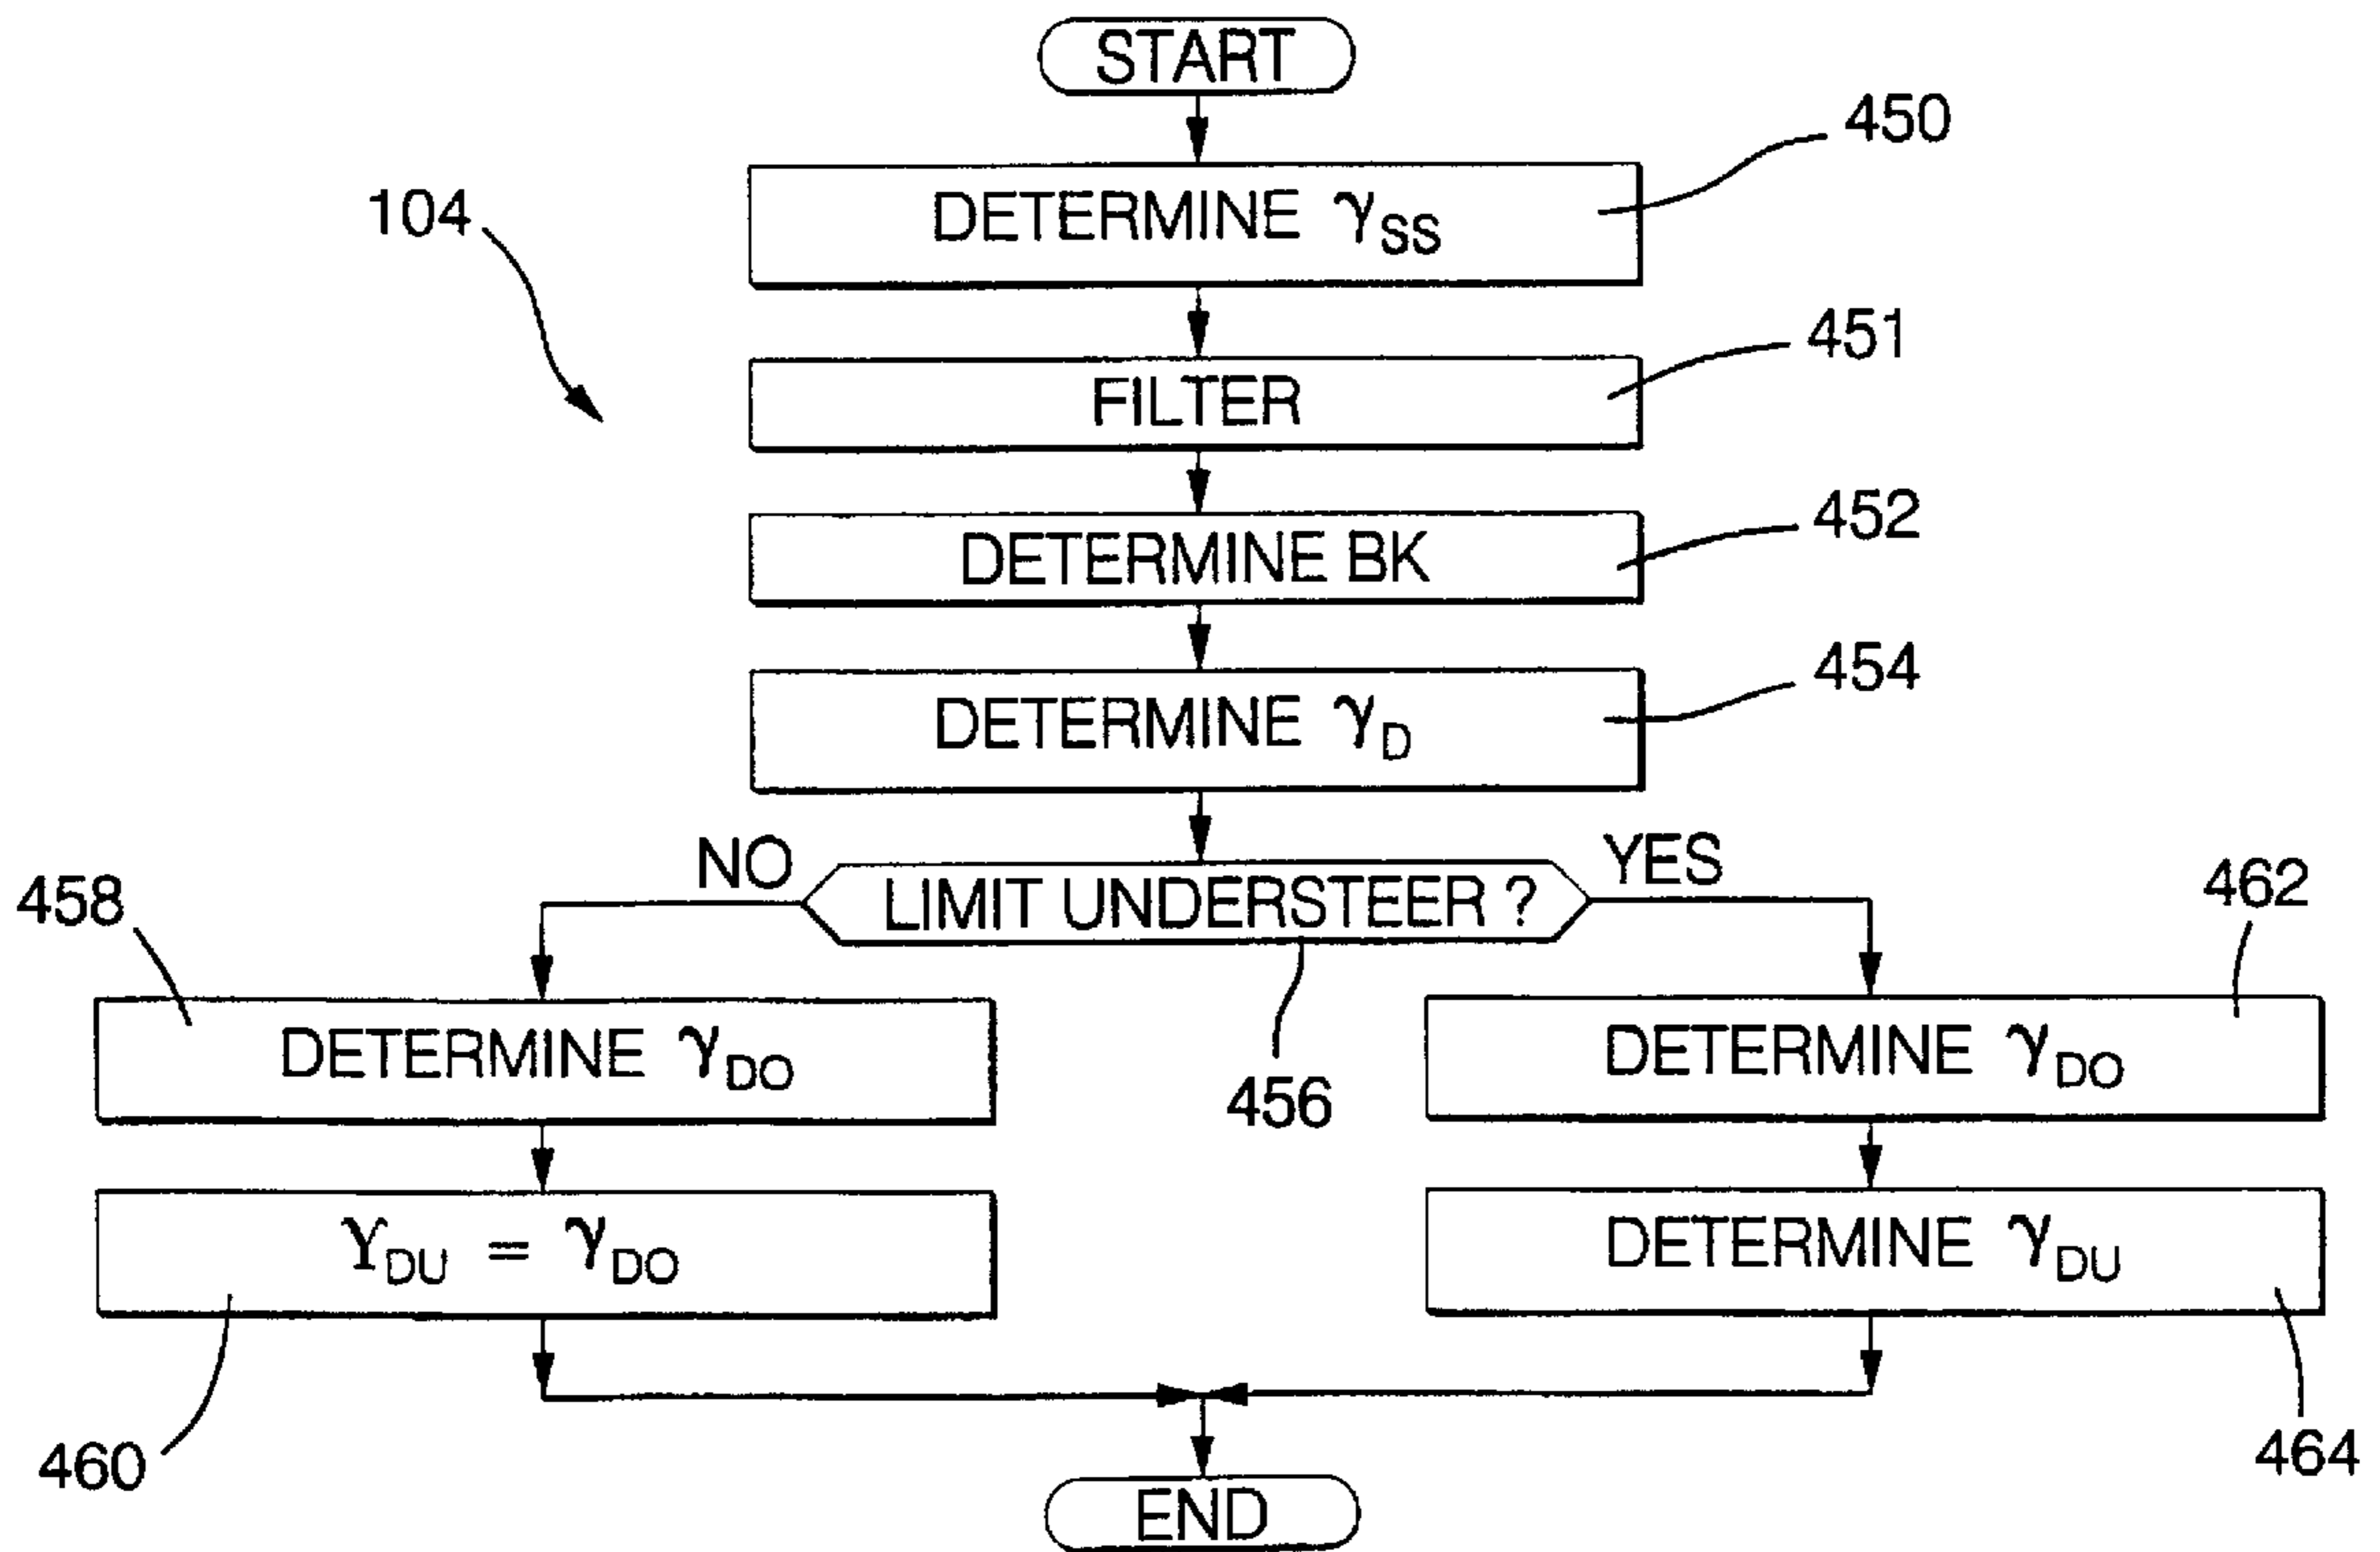 START
450
DETERMINE γSS
104
451
FILTER
452
DETERMINE BK
454
DETERMINE γD
NO
LIMIT UNDERSTEER ?
YES
458
462
DETERMINE γDO
DETERMINE γDO
456
ϒDU = γDO
DETERMINE γDU
460
464
END